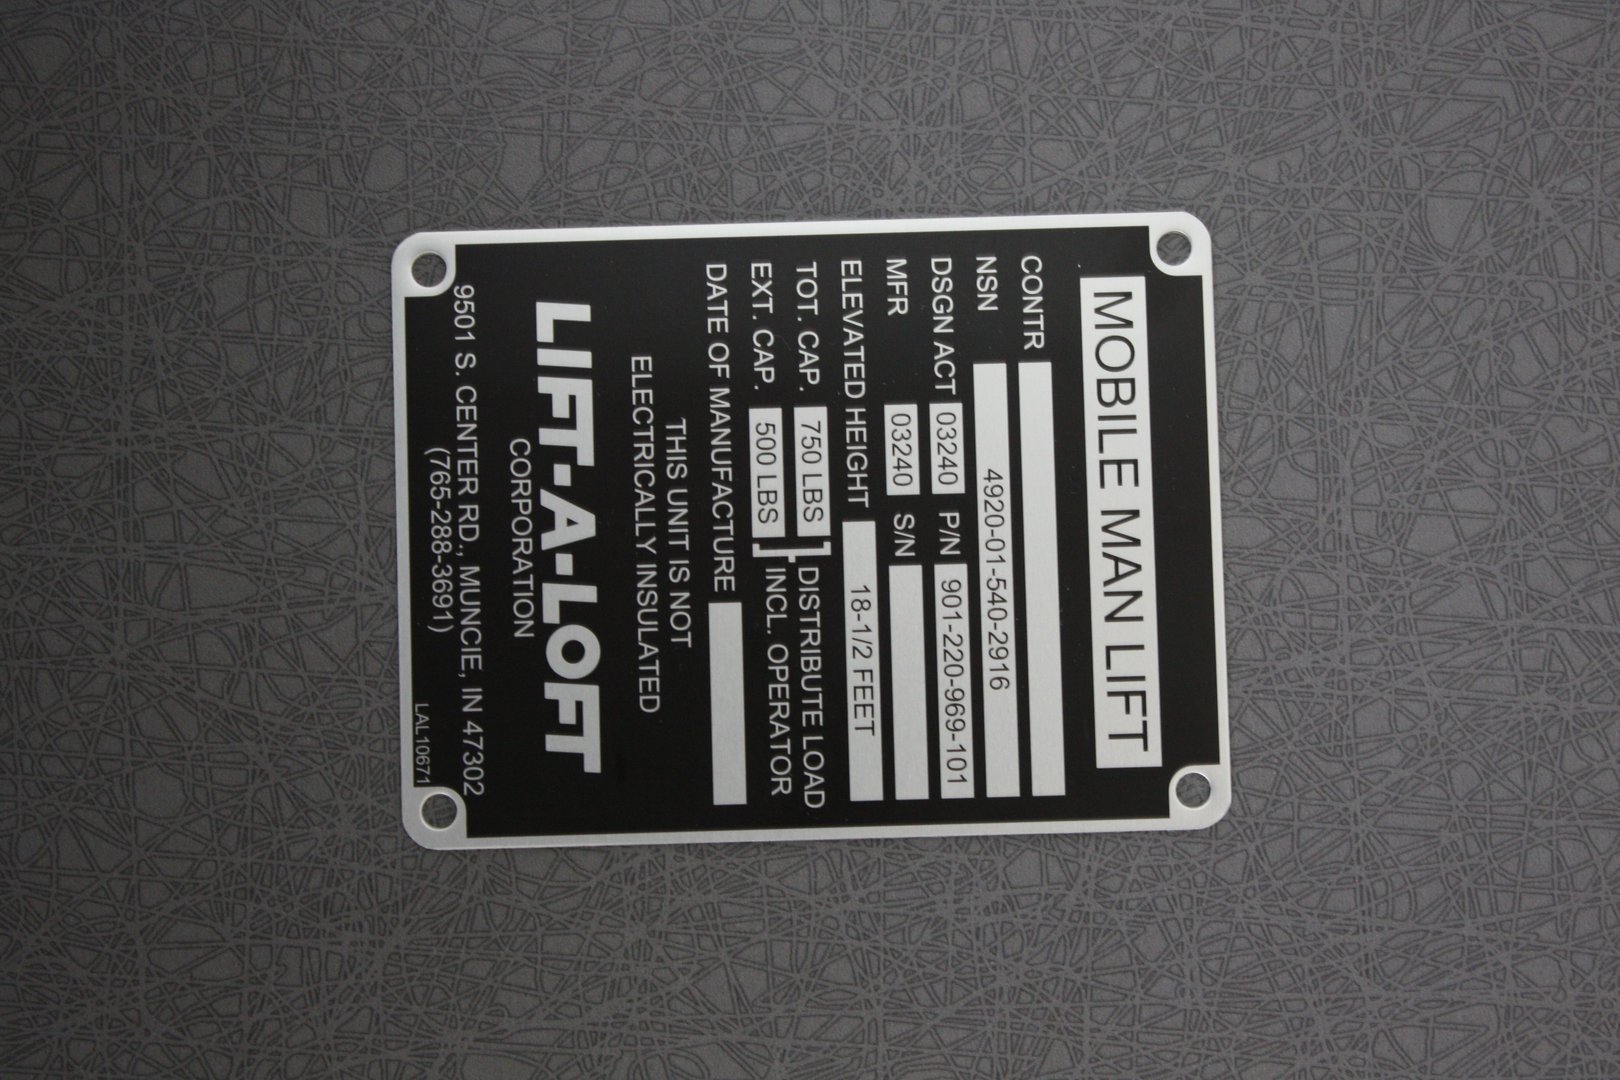 MOBILE MAN LIFT
CONTR
NSN 4920-01-540-2916
DSGN ACT 03240 P/N 901-220-969-101
MFR 03240 S/N
ELEVATED HEIGHT 18-1/2 FEET
TOT. CAP. 750 LBS DISTRIBUTE LOAD
EXT. CAP. 500 LBS INCL. OPERATOR
DATE OF MANUFACTURE
THIS UNIT IS NOT
ELECTRICALLY INSULATED
LIFT-A-LOFT
CORPORATION
9501 S. CENTER RD., MUNCIE, IN 47302
(765-288-3691)
LAL10671